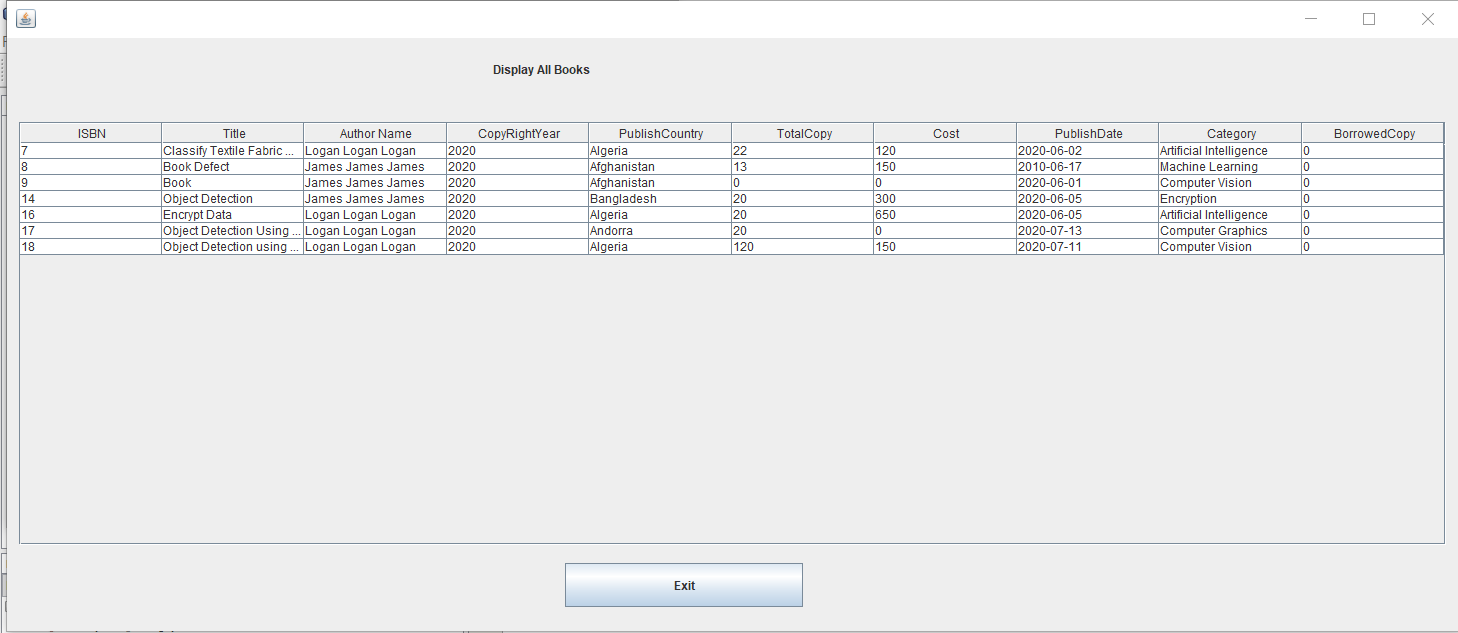 Display All Books
ISBN Title Author Name CopyRightYear PublishCountry TotalCopy Cost PublishDate Category BorrowedCopy
7 Classify Textile Fabric ... Logan Logan Logan 2020 Algeria 22 120 2020-06-02 Artificial Intelligence 0
8 Book Defect James James James 2020 Afghanistan 13 150 2010-06-17 Machine Learning 0
9 Book James James James 2020 Afghanistan 0 0 2020-06-01 Computer Vision 0
14 Object Detection James James James 2020 Bangladesh 20 300 2020-06-05 Encryption 0
16 Encrypt Data Logan Logan Logan 2020 Algeria 20 650 2020-06-05 Artificial Intelligence 0
17 Object Detection Using ... Logan Logan Logan 2020 Andorra 20 0 2020-07-13 Computer Graphics 0
18 Object Detection using ... Logan Logan Logan 2020 Algeria 120 150 2020-07-11 Computer Vision 0
Exit